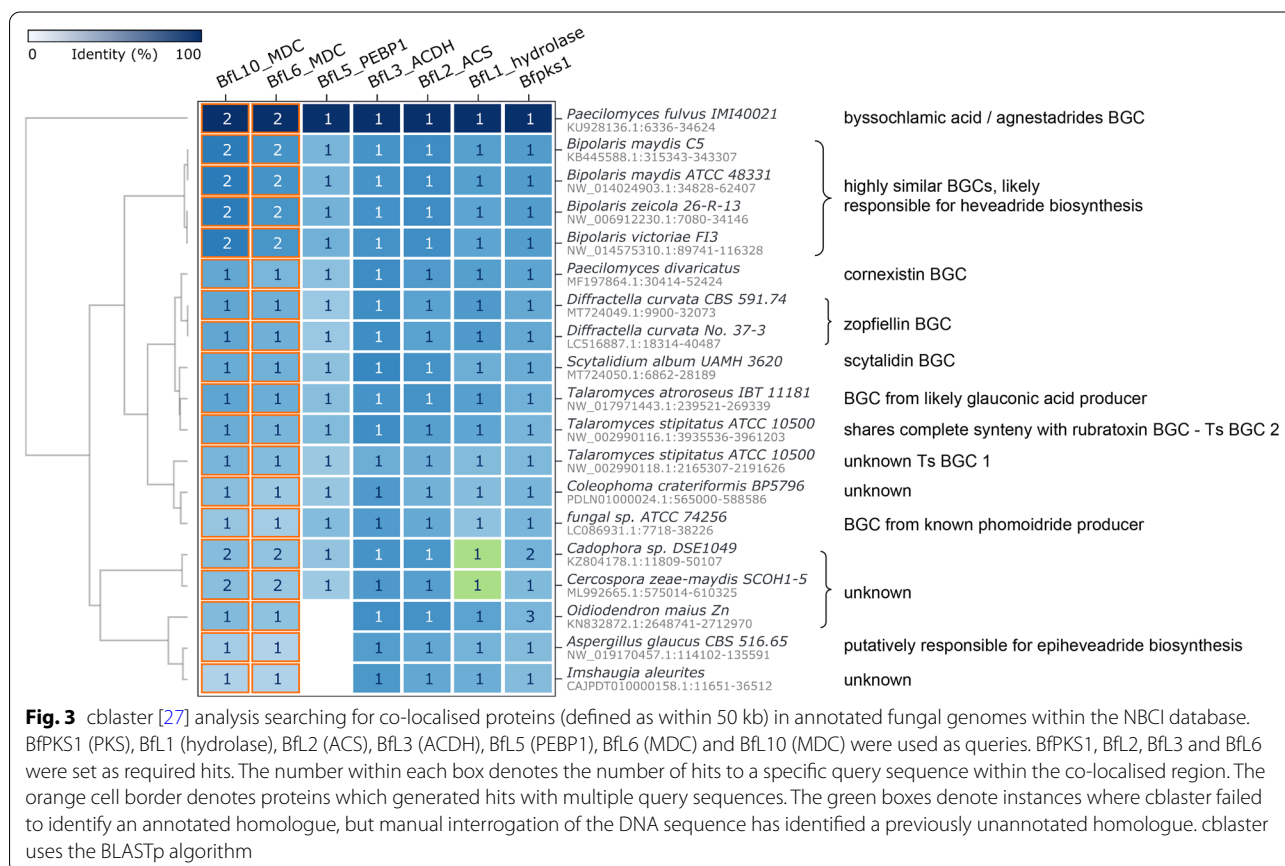 0 Identity (%) 100
BfL10_MDC BfL6_MDC BfL5_PEBP1 BfL3_ACDH BfL2_ACS BfL1_hydrolase Bfpks1
2 2 1 1 1 1 1 Paecilomyces fulvus IMI40021 byssochlamic acid / agnestadrides BGC
KU928136.1:6336-34624
2 2 1 1 1 1 1 Bipolaris maydis C5
KB445588.1:315343-343307
2 2 1 1 1 1 1 Bipolaris maydis ATCC 48331
NW_014024903.1:34828-62407
highly similar BGCs, likely
responsible for heveadride biosynthesis
2 2 1 1 1 1 1 Bipolaris zeicola 26-R-13
NW_006912230.1:7080-34146
2 2 1 1 1 1 1 Bipolaris victoriae FI3
NW_014575310.1:89741-116328
1 1 1 1 1 1 1 Paecilomyces divaricatus cornexistin BGC
MF197864.1:30414-52424
1 1 1 1 1 1 1 Diffractella curvata CBS 591.74
MT724049.1:9900-32073
zopfiellin BGC
1 1 1 1 1 1 1 Diffractella curvata No. 37-3
LC516887.1:18314-40487
1 1 1 1 1 1 1 Scytalidium album UAMH 3620 scytalidin BGC
MT724050.1:6862-28189
1 1 1 1 1 1 1 Talaromyces atroroseus IBT 11181 BGC from likely glauconic acid producer
NW_017971443.1:239521-269339
1 1 1 1 1 1 1 Talaromyces stipitatus ATCC 10500 shares complete synteny with rubratoxin BGC - Ts BGC 2
NW_002990116.1:3935536-3961203
1 1 1 1 1 1 1 Talaromyces stipitatus ATCC 10500 unknown Ts BGC 1
NW_002990118.1:2165307-2191626
1 1 1 1 1 1 1 Coleophoma crateriformis BP5796 unknown
PDLN01000024.1:565000-588586
1 1 1 1 1 1 1 fungal sp. ATCC 74256 BGC from known phomoidride producer
LC086931.1:7718-38226
2 2 1 1 1 1 2 Cadophora sp. DSE1049
KZ804178.1:11809-50107
2 2 1 1 1 1 1 Cercospora zeae-maydis SCOH1-5 unknown
ML992665.1:575014-610325
1 1 1 1 1 3 Oidiodendron maius Zn
KN832872.1:2648741-2712970
1 1 1 1 1 1 Aspergillus glaucus CBS 516.65 putatively responsible for epiheveadride biosynthesis
NW_019170457.1:114102-135591
1 1 1 1 1 1 Imshaugia aleurites unknown
CAJPDT010000158.1:11651-36512
Fig. 3 cblaster [27] analysis searching for co-localised proteins (defined as within 50 kb) in annotated fungal genomes within the NBCI database.
BfPKS1 (PKS), BfL1 (hydrolase), BfL2 (ACS), BfL3 (ACDH), BfL5 (PEBP1), BfL6 (MDC) and BfL10 (MDC) were used as queries. BfPKS1, BfL2, BfL3 and BfL6
were set as required hits. The number within each box denotes the number of hits to a specific query sequence within the co-localised region. The
orange cell border denotes proteins which generated hits with multiple query sequences. The green boxes denote instances where cblaster failed
to identify an annotated homologue, but manual interrogation of the DNA sequence has identified a previously unannotated homologue. cblaster
uses the BLASTp algorithm